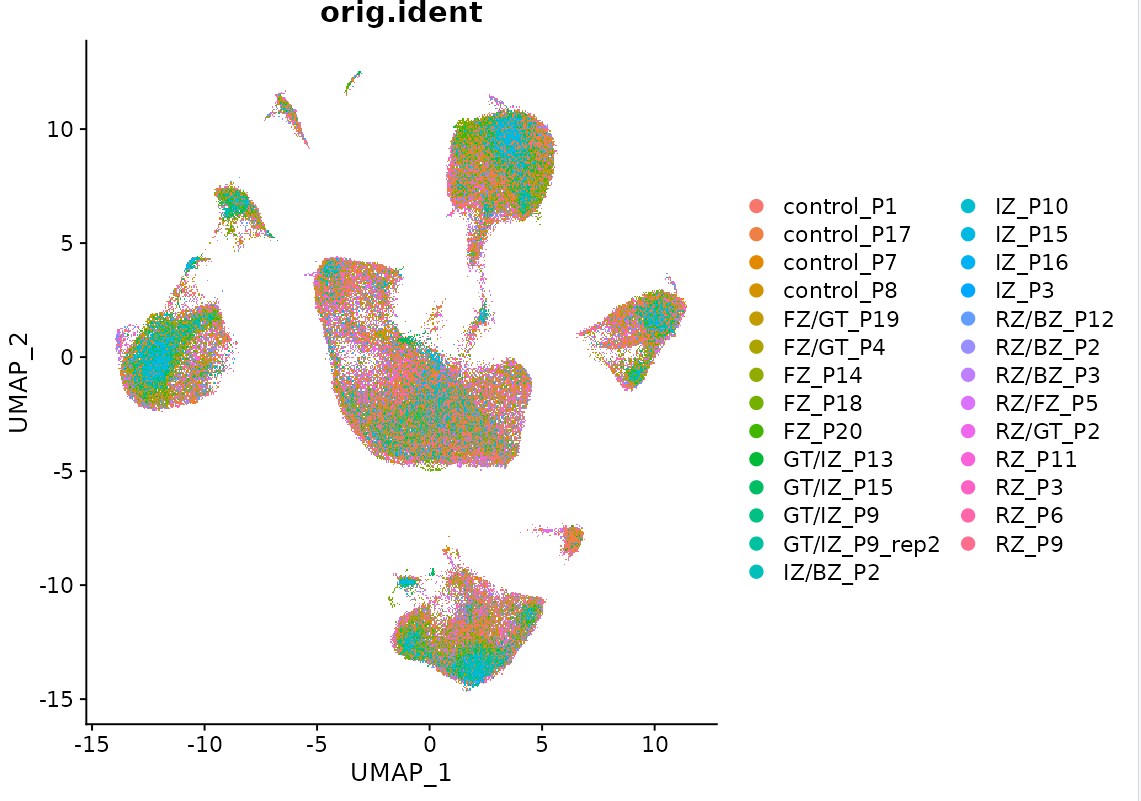 orig.ident
10
5
0
-5
-10
-15
UMAP_2
-15 -10 -5 0 5 10
UMAP_1
control_P1
control_P17
control_P7
control_P8
FZ/GT_P19
FZ/GT_P4
FZ_P14
FZ_P18
FZ_P20
GT/IZ_P13
GT/IZ_P15
GT/IZ_P9
GT/IZ_P9_rep2
IZ/BZ_P2
IZ_P10
IZ_P15
IZ_P16
IZ_P3
RZ/BZ_P12
RZ/BZ_P2
RZ/BZ_P3
RZ/FZ_P5
RZ/GT_P2
RZ_P11
RZ_P3
RZ_P6
RZ_P9